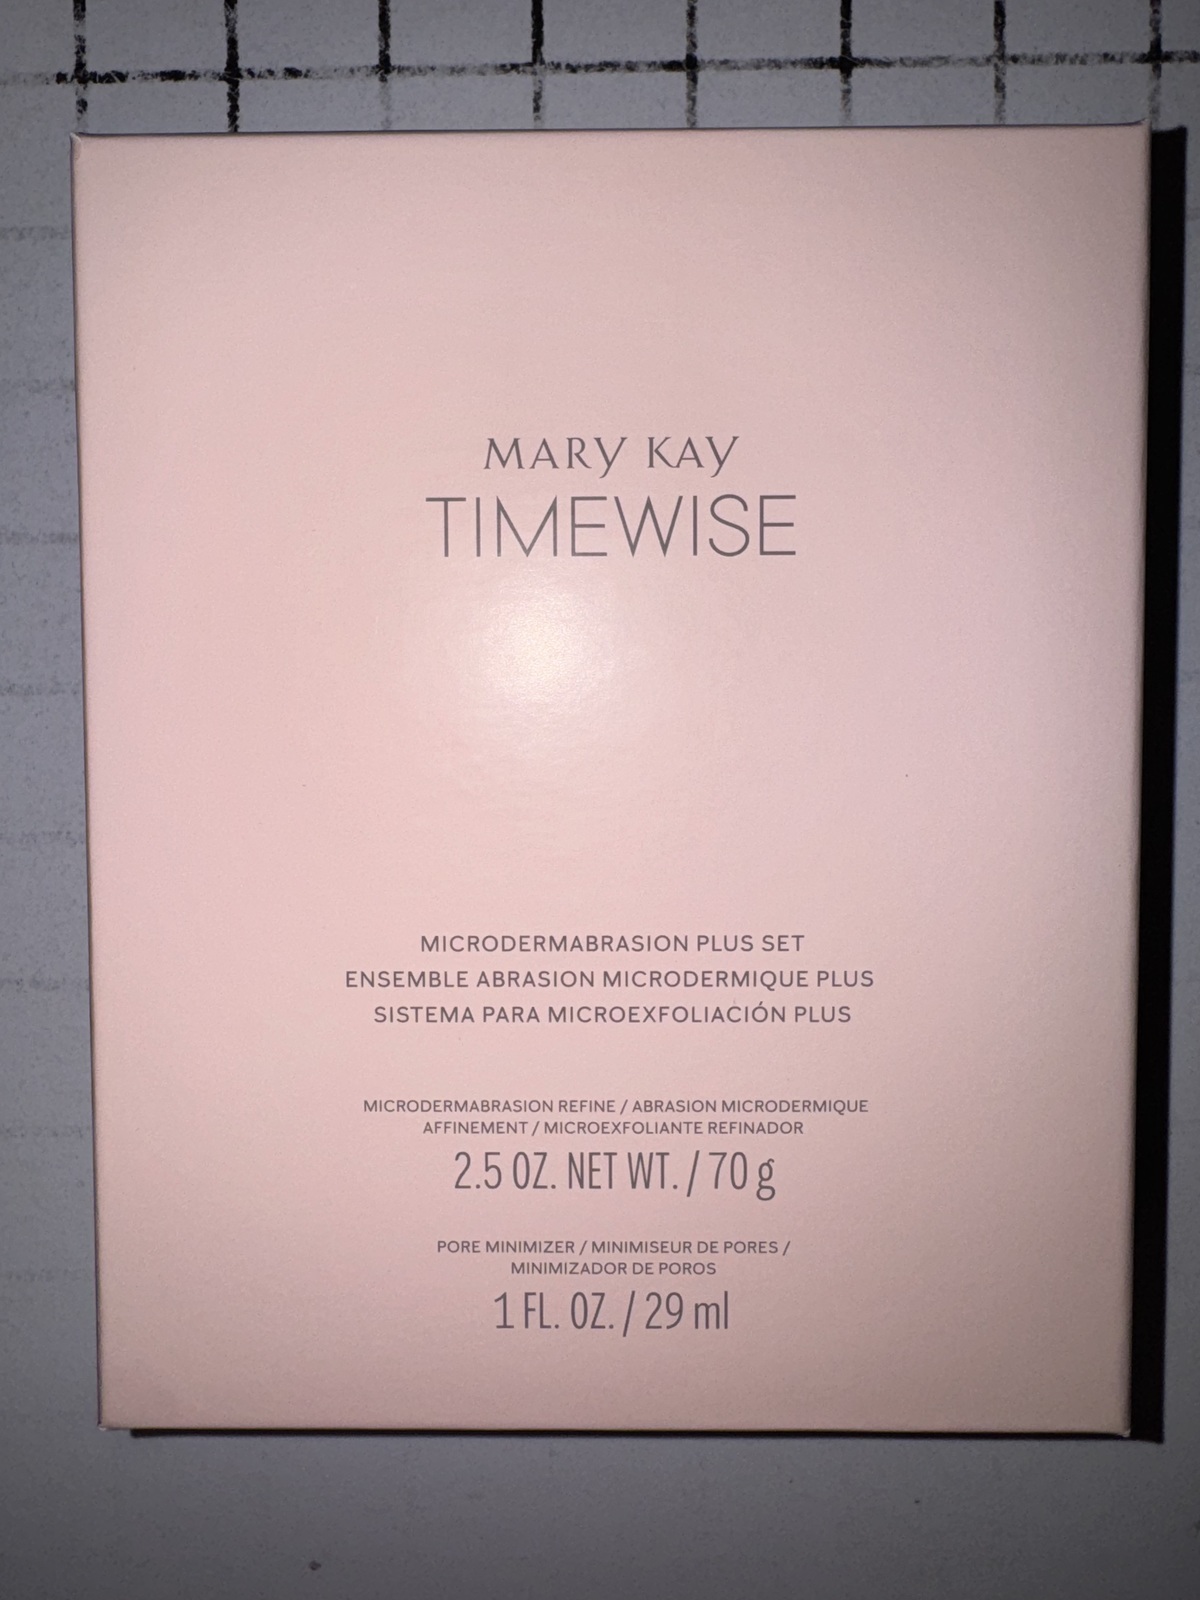 MARY KAY
TIMEWISE
MICRODERMABRASION PLUS SET
ENSEMBLE ABRASION MICRODERMIQUE PLUS
SISTEMA PARA MICROEXFOLIACIÓN PLUS
MICRODERMABRASION REFINE / ABRASION MICRODERMIQUE
AFFINEMENT / MICROEXFOLIANTE REFINADOR
2.5 OZ. NET WT. / 70 g
PORE MINIMIZER / MINIMISEUR DE PORES /
MINIMIZADOR DE POROS
1 FL. OZ. / 29 ml